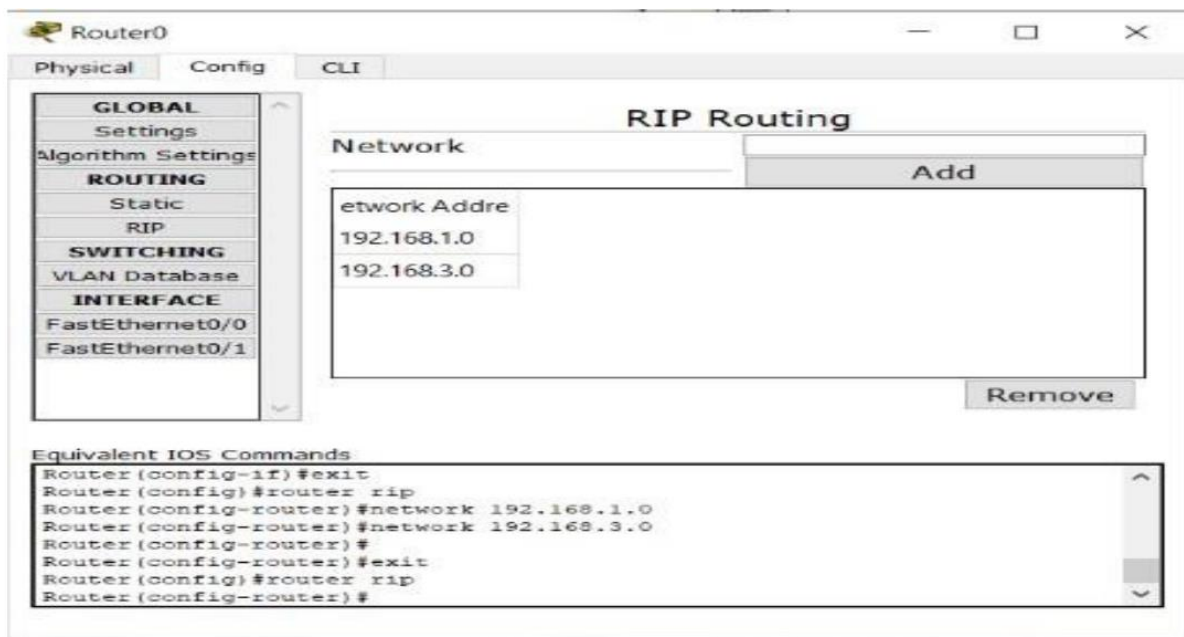 Router0
Physical Config CLI
GLOBAL
Settings
Algorithm Settings
ROUTING
Static
RIP
SWITCHING
VLAN Database
INTERFACE
FastEthernet0/0
FastEthernet0/1
RIP Routing
Network
Add
etwork Addre
192.168.1.0
192.168.3.0
Remove
Equivalent IOS Commands
Router(config-if)#exit
Router(config)#router rip
Router(config-router)#network 192.168.1.0
Router(config-router)#network 192.168.3.0
Router(config-router)#
Router(config-router)#exit
Router(config)#router rip
Router(config-router)#